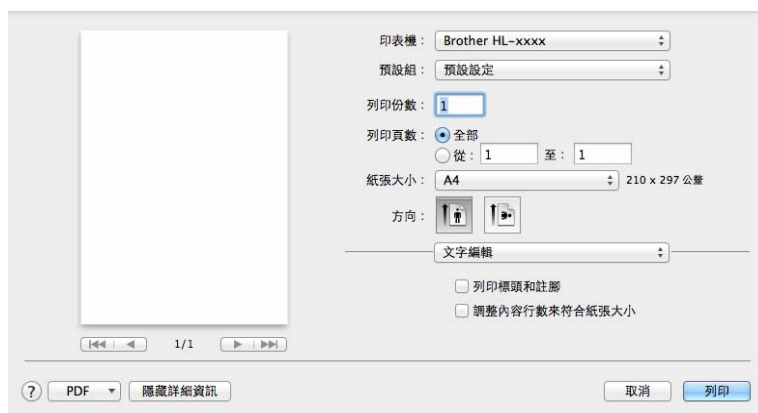 印表機： Brother HL-xxxx
預設組： 預設設定
列印份數： 1
列印頁數： 全部
從： 1 至： 1
紙張大小： A4 210 x 297 公釐
方向：
文字編輯
列印標頭和註腳
調整內容行數來符合紙張大小
1/1
? PDF 隱藏詳細資訊 取消 列印